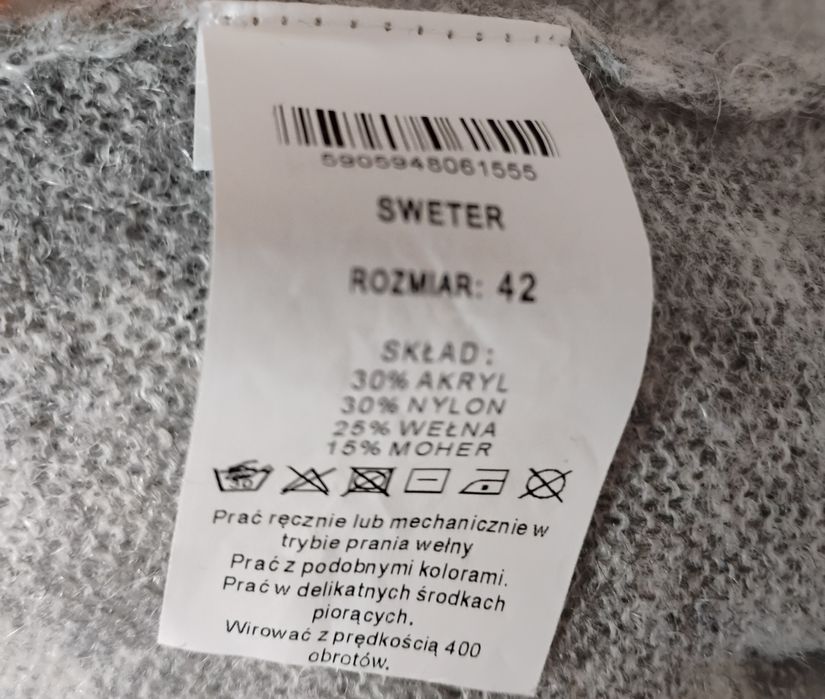 5905948061555
SWETER
ROZMIAR: 42
SKŁAD:
30% AKRYL
30% NYLON
25% WEŁNA
15% MOHER
Prać ręcznie lub mechanicznie w
trybie prania wełny
Prać z podobnymi kolorami.
Prać w delikatnych środkach
piorących.
Wirować z prędkością 400
obrotów.